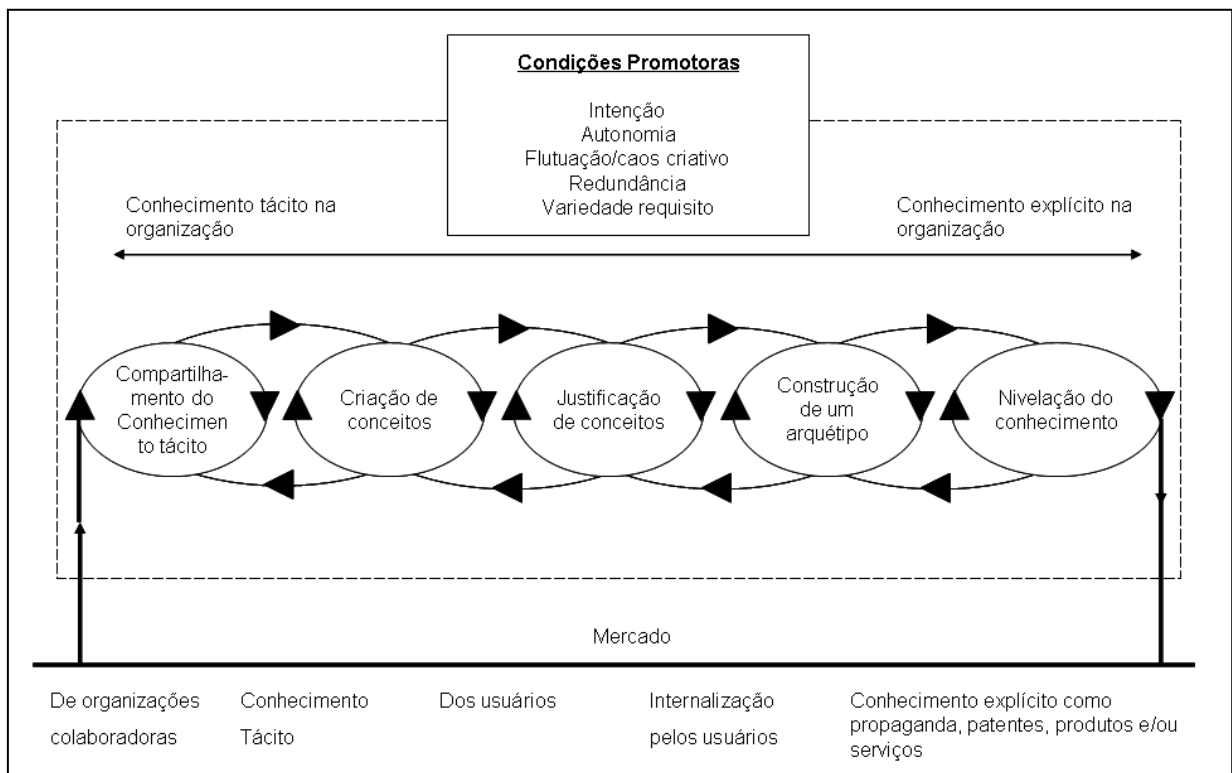 Condições Promotoras
Intenção
Autonomia
Flutuação/caos criativo
Redundância
Variedade requisito
Conhecimento tácito na
organização
Conhecimento explícito na
organização
Compartilha-
mento do
Conhecimen
to tácito
Criação de
conceitos
Justificação
de conceitos
Construção
de um
arquétipo
Nivelação do
conhecimento
Mercado
De organizações
colaboradoras
Conhecimento
Tácito
Dos usuários
Internalização
pelos usuários
Conhecimento explícito como
propaganda, patentes, produtos e/ou
serviços